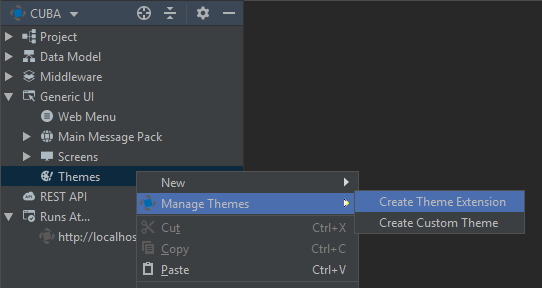 CUBA
Project
Data Model
Middleware
Generic UI
Web Menu
Main Message Pack
Screens
Themes
REST API
Runs At...
http://localhos
New
Manage Themes
Cut Ctrl+X
Copy Ctrl+C
Paste Ctrl+V
Create Theme Extension
Create Custom Theme